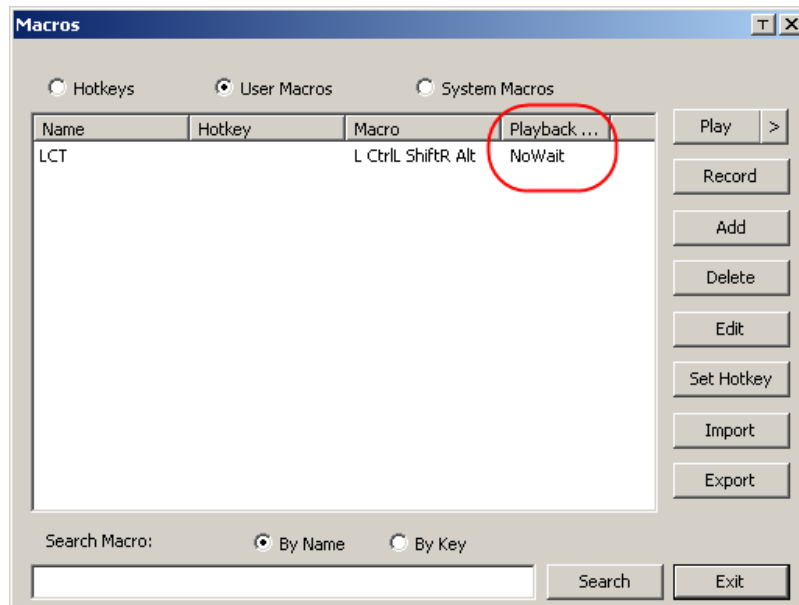 Macros
Hotkeys User Macros System Macros
Name Hotkey Macro Playback ...
LCT L CtrlL ShiftR Alt NoWait
Play >
Record
Add
Delete
Edit
Set Hotkey
Import
Export
Search Macro: By Name By Key
Search Exit